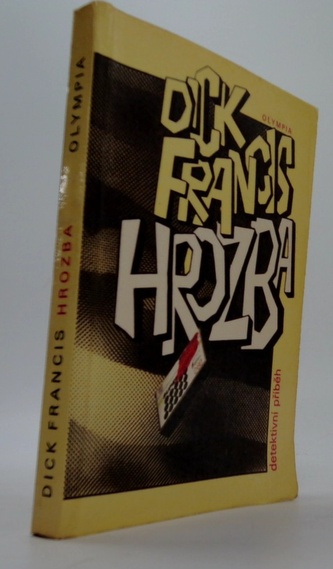 DICK
FRANCIS
OLYMPIA
HROZBA
detektivní příběh
DICK FRANCIS HROZBA OLYMPIA